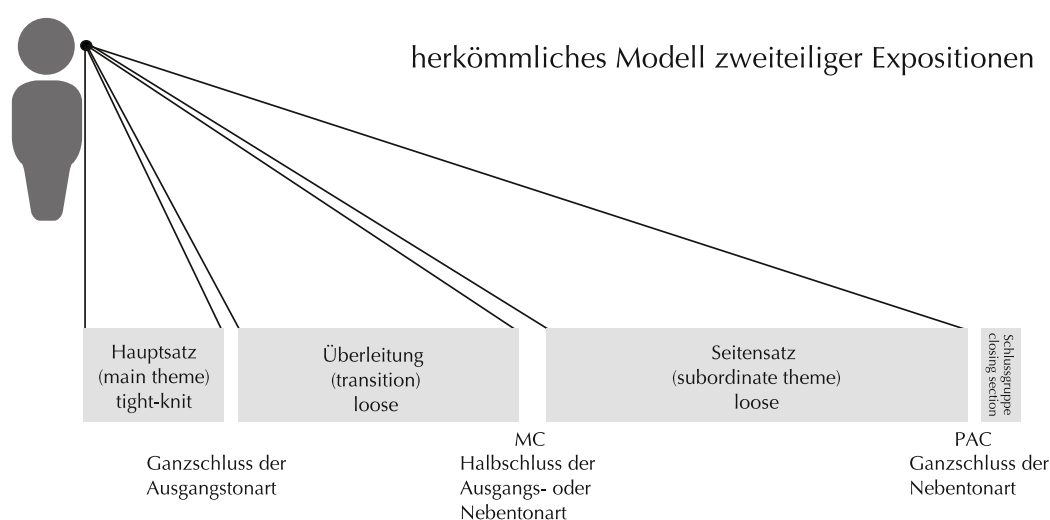 herkömmliches Modell zweiteiliger Expositionen
Hauptsatz
(main theme)
tight-knit
Überleitung
(transition)
loose
Seitensatz
(subordinate theme)
loose
Schlussgruppe
closing section
Ganzschluss der
Ausgangstonart
MC
Halbschluss der
Ausgangs- oder
Nebentonart
PAC
Ganzschluss der
Nebentonart